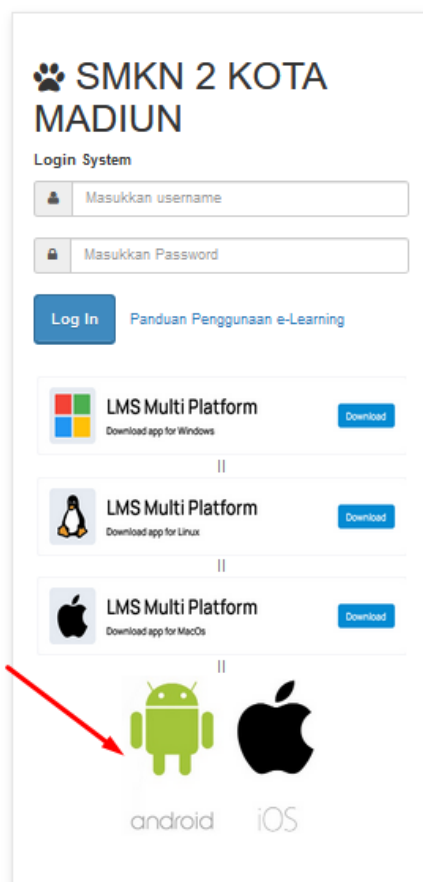 SMKN 2 KOTA
MADIUN
Login System
Masukkan username
Masukkan Password
Log In
Panduan Penggunaan e-Learning
LMS Multi Platform
Download app for Windows
Download
||
LMS Multi Platform
Download app for Linux
Download
||
LMS Multi Platform
Download app for MacOs
Download
||
android
iOS